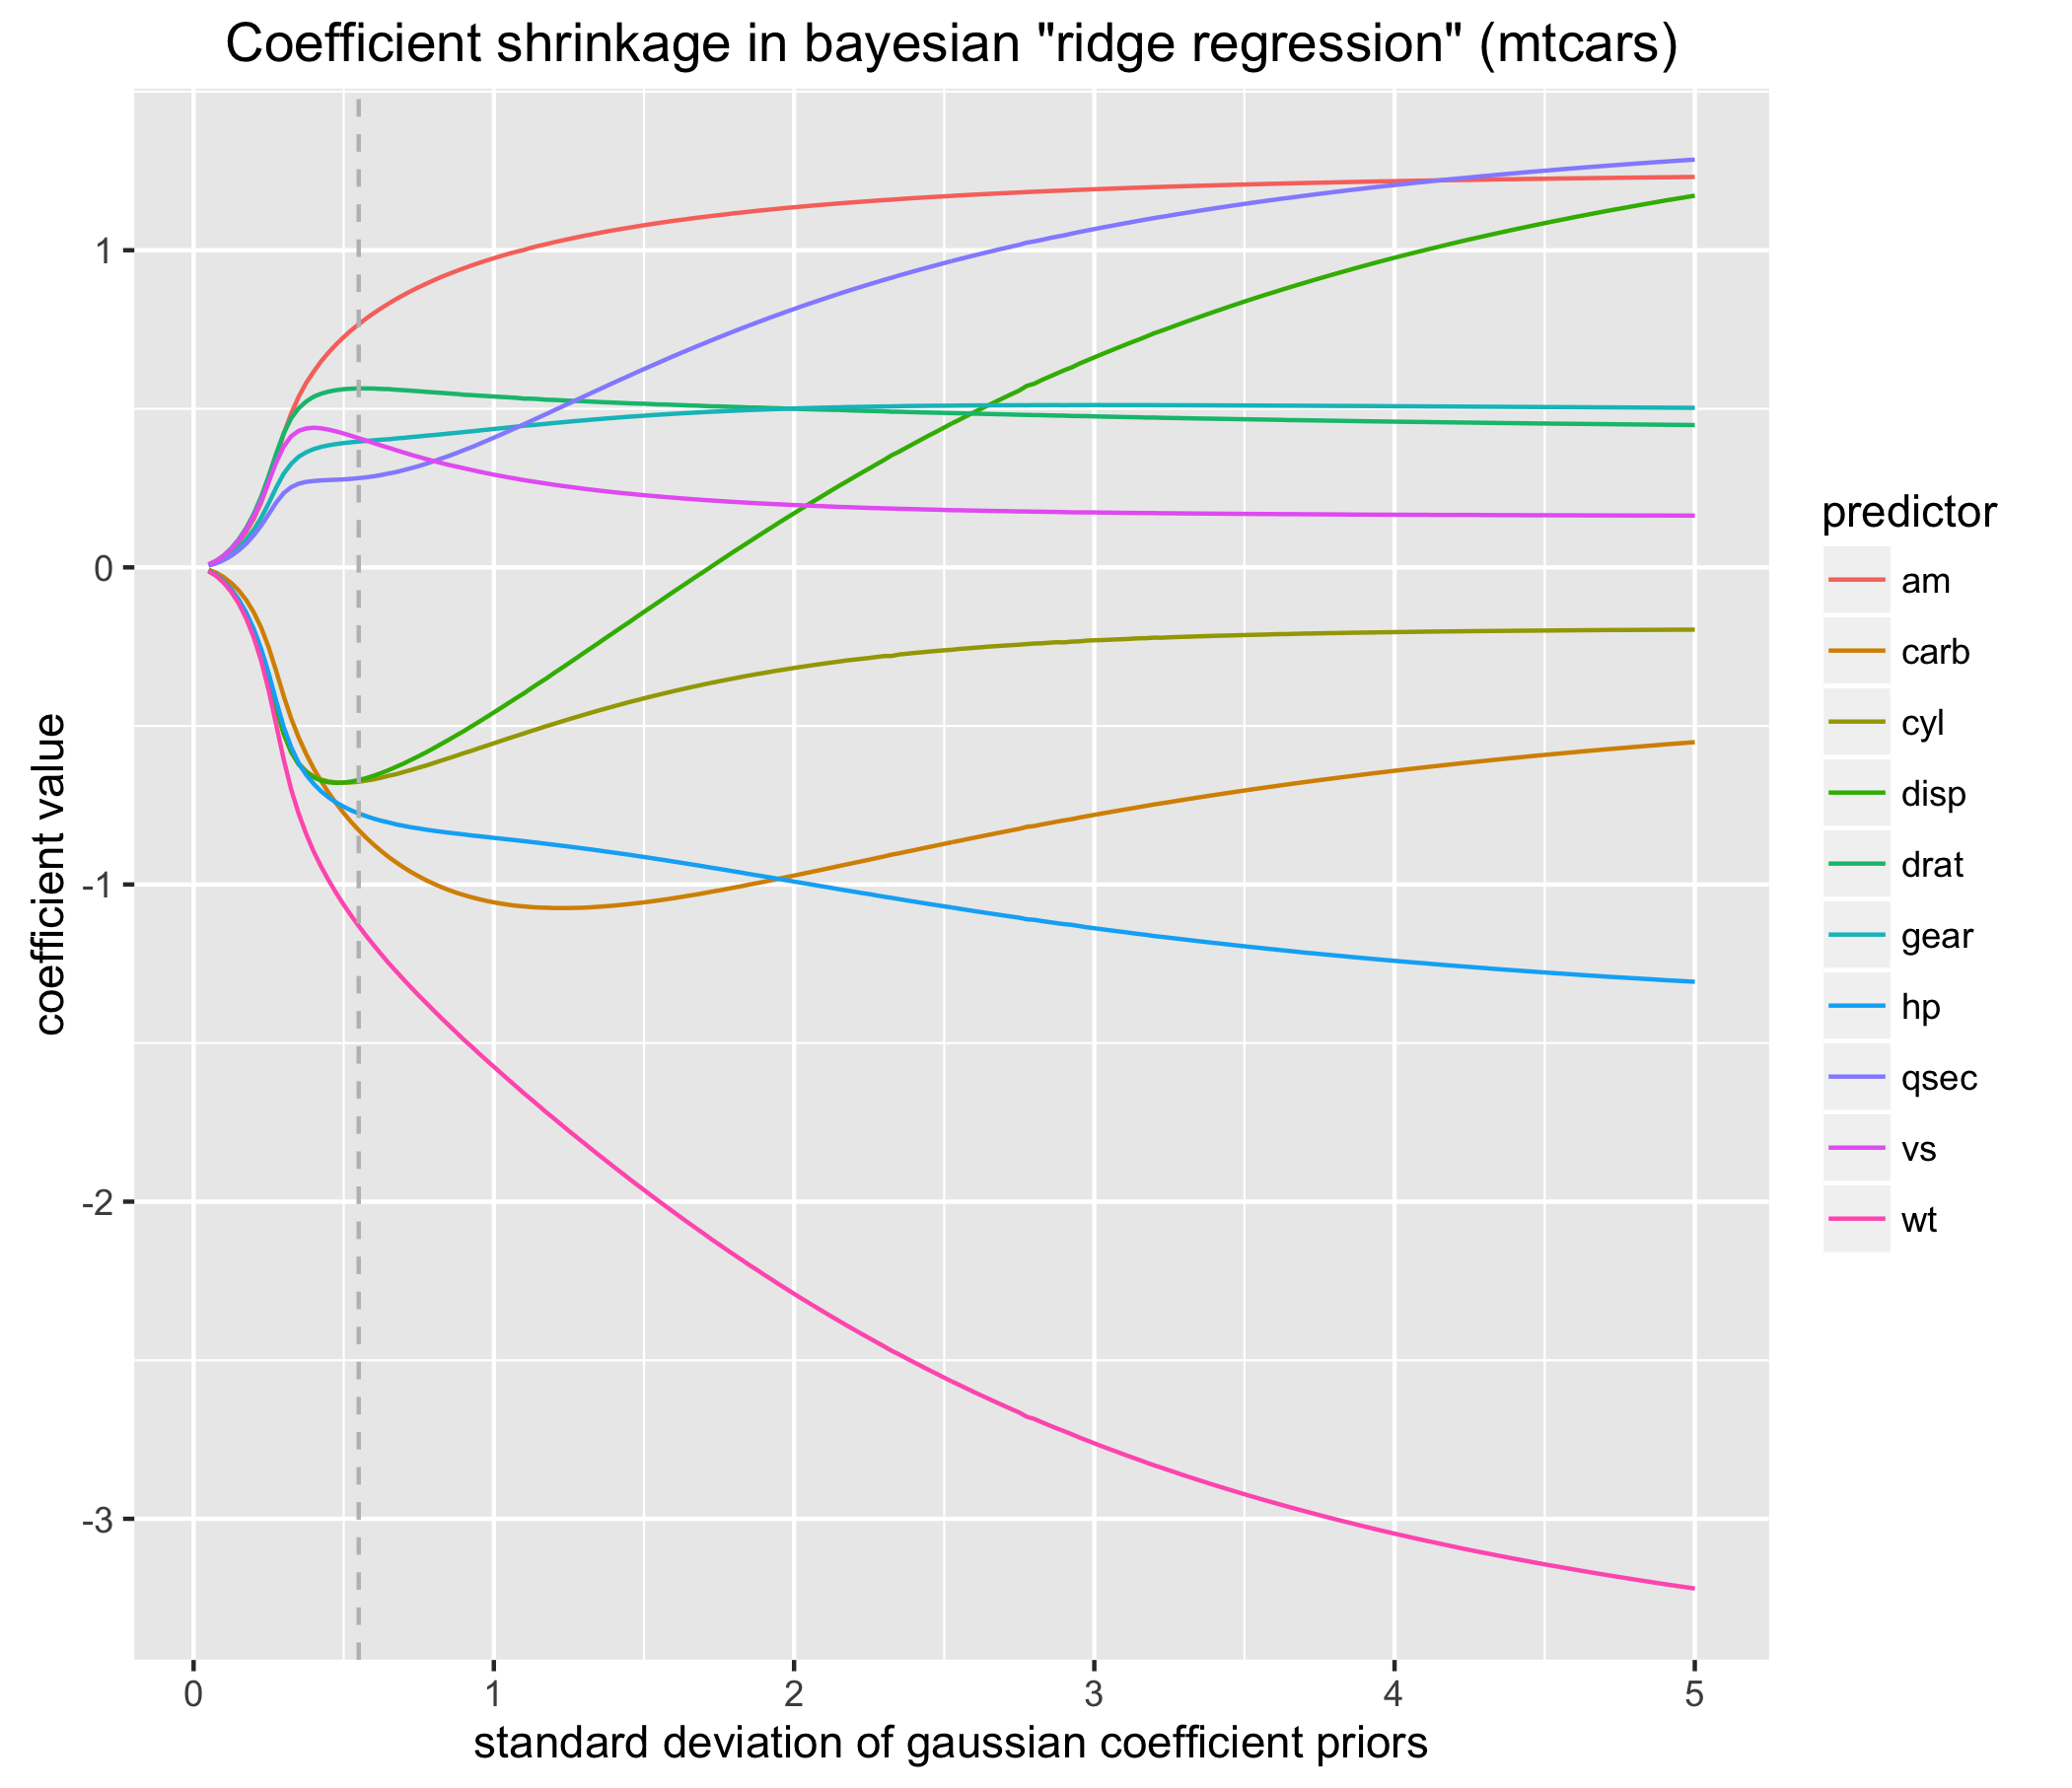 Coefficient shrinkage in bayesian "ridge regression" (mtcars)
1
0
-1
-2
-3
coefficient value
0 1 2 3 4 5
standard deviation of gaussian coefficient priors
predictor
am
carb
cyl
disp
drat
gear
hp
qsec
vs
wt